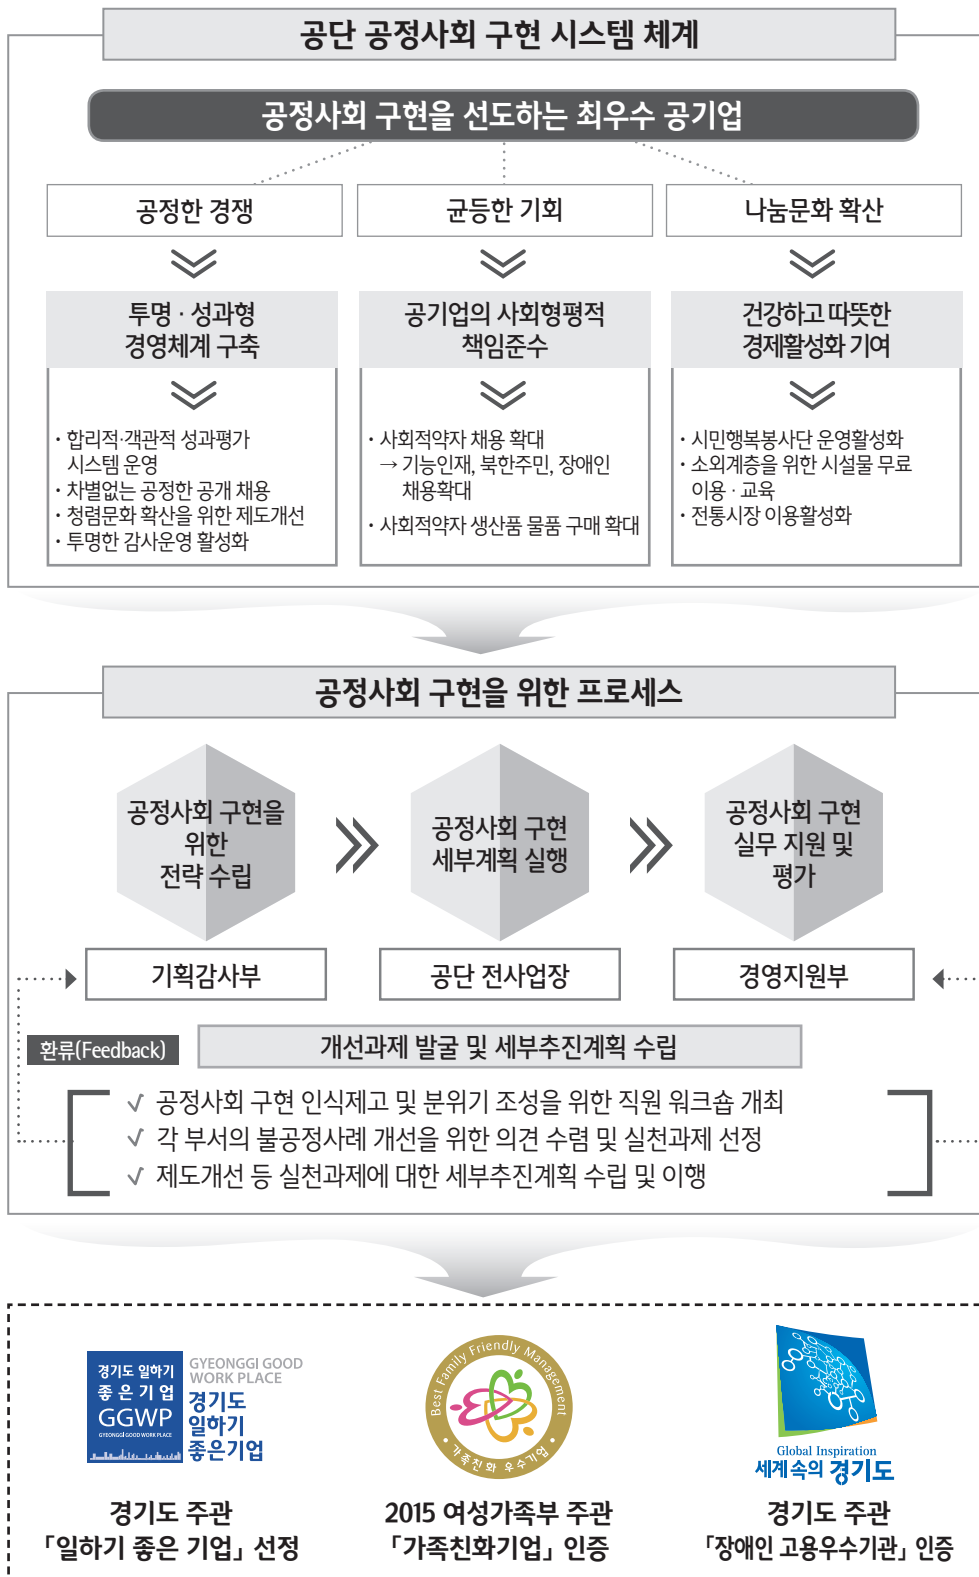 공단 공정사회 구현 시스템 체계
공정사회 구현을 선도하는 최우수 공기업
공정한 경쟁
투명 · 성과형
경영체계 구축
· 합리적·객관적 성과평가
시스템 운영
· 차별없는 공정한 공개 채용
· 청렴문화 확산을 위한 제도개선
· 투명한 감사운영 활성화
균등한 기회
공기업의 사회형평적
책임준수
· 사회적약자 채용 확대
→ 기능인재, 북한주민, 장애인
채용확대
· 사회적약자 생산품 물품 구매 확대
나눔문화 확산
건강하고 따뜻한
경제활성화 기여
· 시민행복봉사단 운영활성화
· 소외계층을 위한 시설물 무료
이용 · 교육
· 전통시장 이용활성화
공정사회 구현을 위한 프로세스
공정사회 구현을
위한
전략 수립
기획감사부
공정사회 구현
세부계획 실행
공단 전사업장
공정사회 구현
실무 지원 및
평가
경영지원부
환류(Feedback)
개선과제 발굴 및 세부추진계획 수립
√ 공정사회 구현 인식제고 및 분위기 조성을 위한 직원 워크숍 개최
√ 각 부서의 불공정사례 개선을 위한 의견 수렴 및 실천과제 선정
√ 제도개선 등 실천과제에 대한 세부추진계획 수립 및 이행
경기도 일하기
좋은 기업
GGWP
GYEONGGI GOOD WORK PLACE
GYEONGGI GOOD
WORK PLACE
경기도
일하기
좋은기업
경기도 주관
「일하기 좋은 기업」 선정
Best Family Friendly Management
· 가족친화 우수기업 ·
2015 여성가족부 주관
「가족친화기업」 인증
Global Inspiration
세계 속의 경기도
경기도 주관
「장애인 고용우수기관」 인증